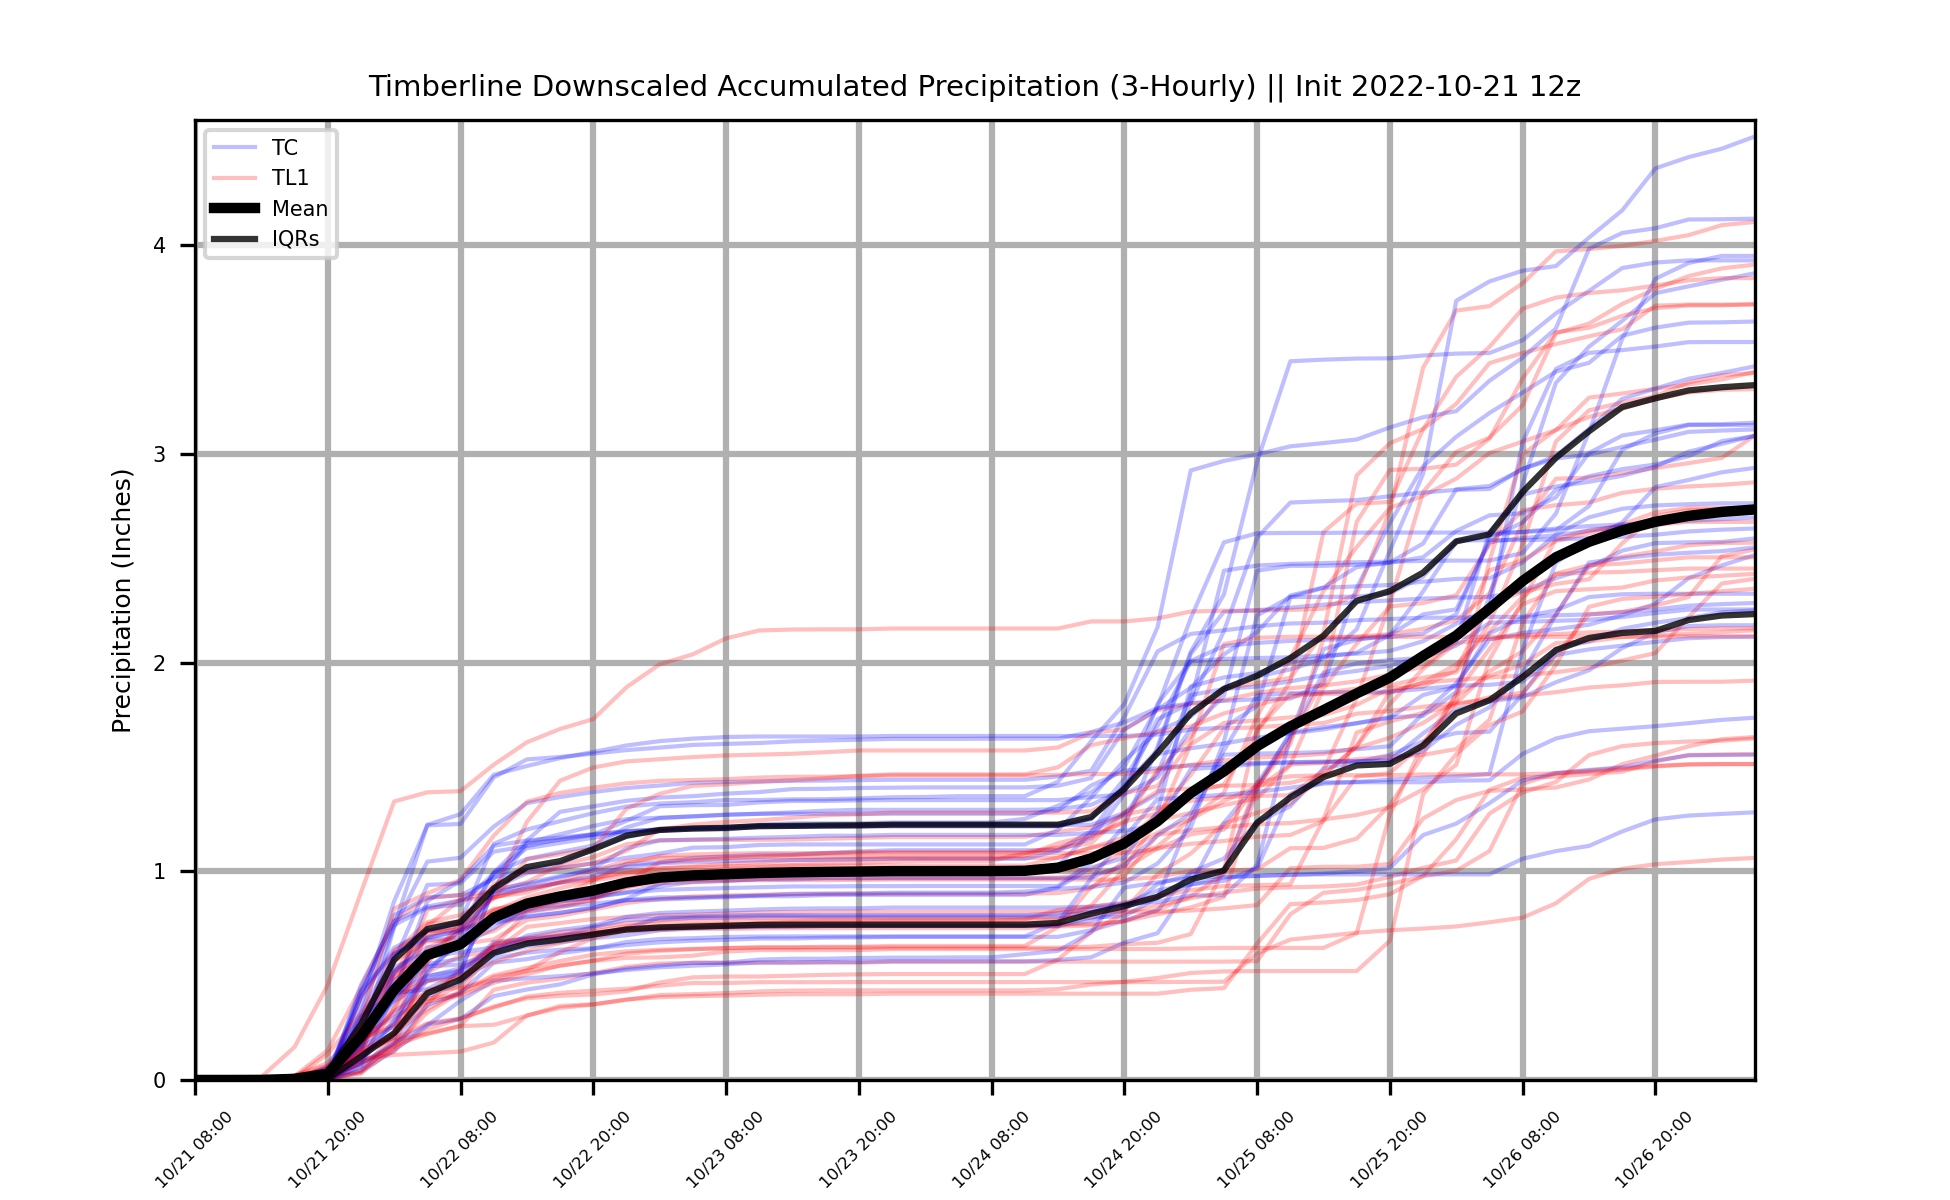 Timberline Downscaled Accumulated Precipitation (3-Hourly) || Init 2022-10-21 12z
TC
TL1
Mean
IQRs
Precipitation (Inches)
4
3
2
1
0
10/21 08:00
10/21 20:00
10/22 08:00
10/22 20:00
10/23 08:00
10/23 20:00
10/24 08:00
10/24 20:00
10/25 08:00
10/25 20:00
10/26 08:00
10/26 20:00